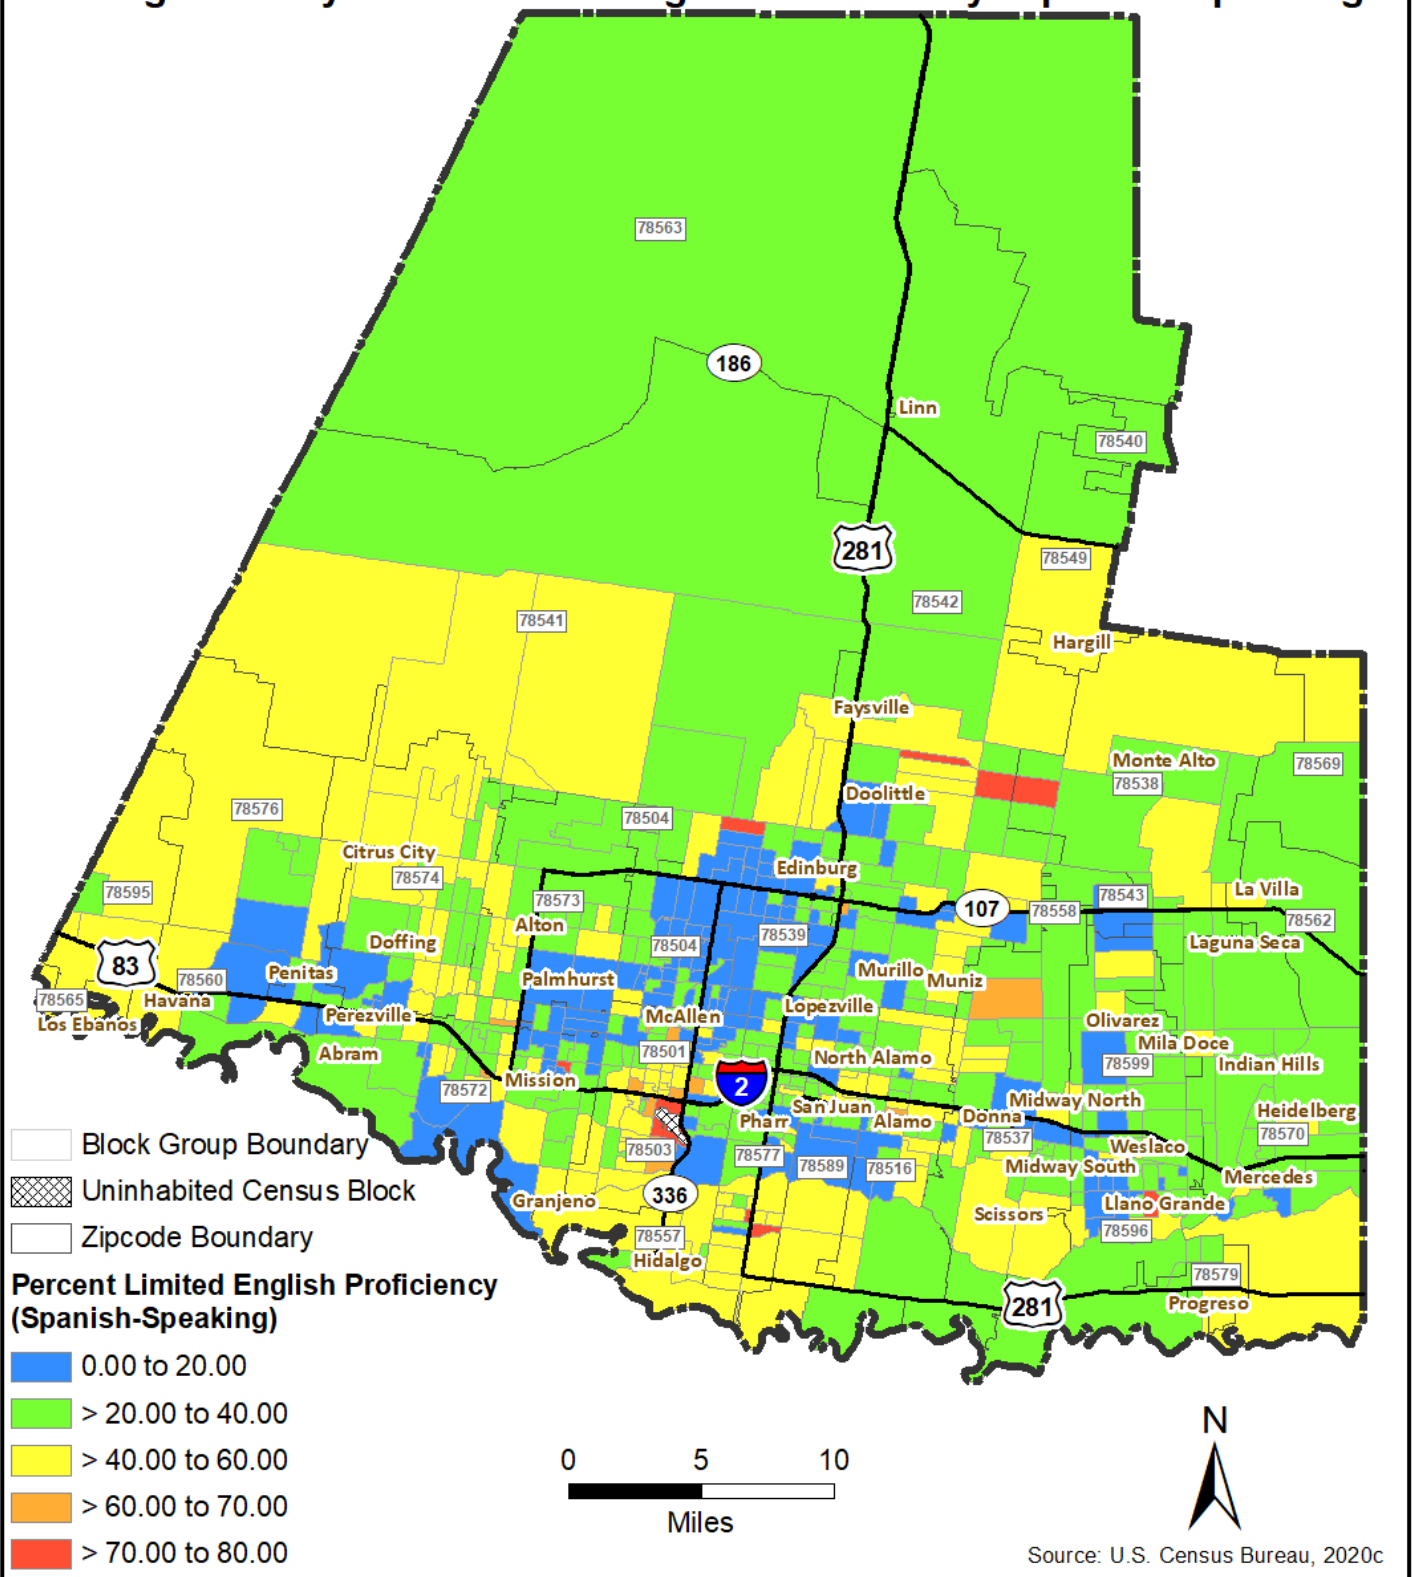 78563
186
Linn
78540
281
78549
78542
78541
Hargill
Faysville
Monte Alto
78569
78538
Doolittle
78576
78504
Citrus City
Edinburg
78574
78595
78573
78543
La Villa
107
78558
78562
Alton
Doffing
78504
78539
Laguna Seca
83
78560
Penitas
Palmhurst
Murillo
Muniz
78565
Havana
Lopezville
Los Ebanos
Perezville
McAllen
Olivarez
Abram
78501
North Alamo
Mila Doce
78599
Indian Hills
2
Mission
78572
San Juan
Midway North
Pharr
Alamo
Donna
Heidelberg
78570
78537
Weslaco
Block Group Boundary
78503
78577
78589
78516
Midway South
Mercedes
Uninhabited Census Block
336
Granjeno
Llano Grande
Scissors
78596
Zipcode Boundary
78557
Hidalgo
78579
Progreso
281
Percent Limited English Proficiency
(Spanish-Speaking)
0.00 to 20.00
> 20.00 to 40.00
> 40.00 to 60.00
> 60.00 to 70.00
> 70.00 to 80.00
0 5 10
Miles
N
Source: U.S. Census Bureau, 2020c